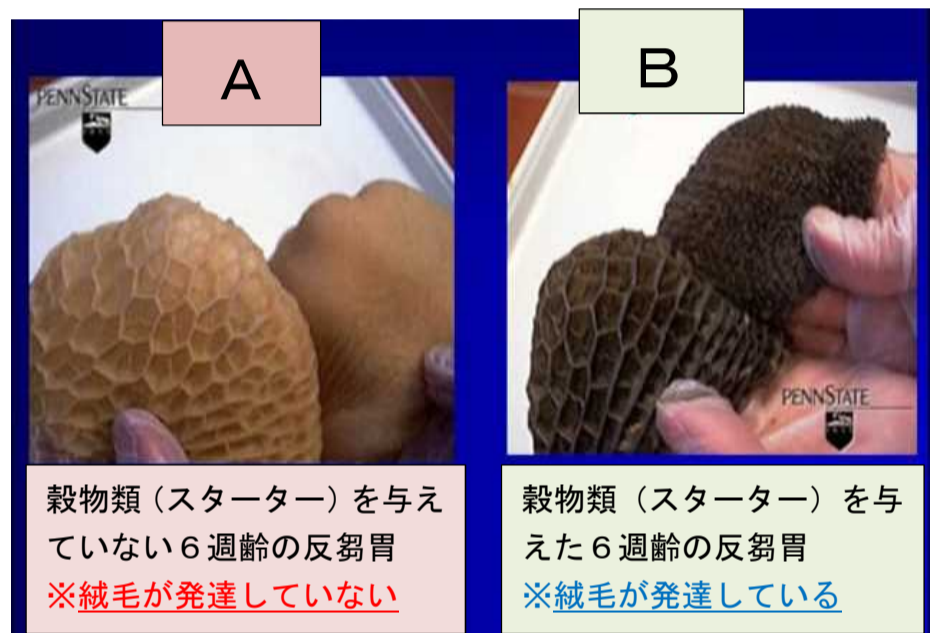 A
B
PENNSTATE
PENNSTATE
穀物類(スターター)を与え
ていない6週齢の反芻胃
※絨毛が発達していない
穀物類(スターター)を与
えた6週齢の反芻胃
※絨毛が発達している